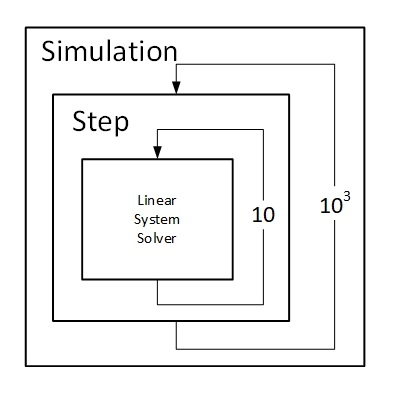 Simulation
Step
Linear
System
Solver
10
10³